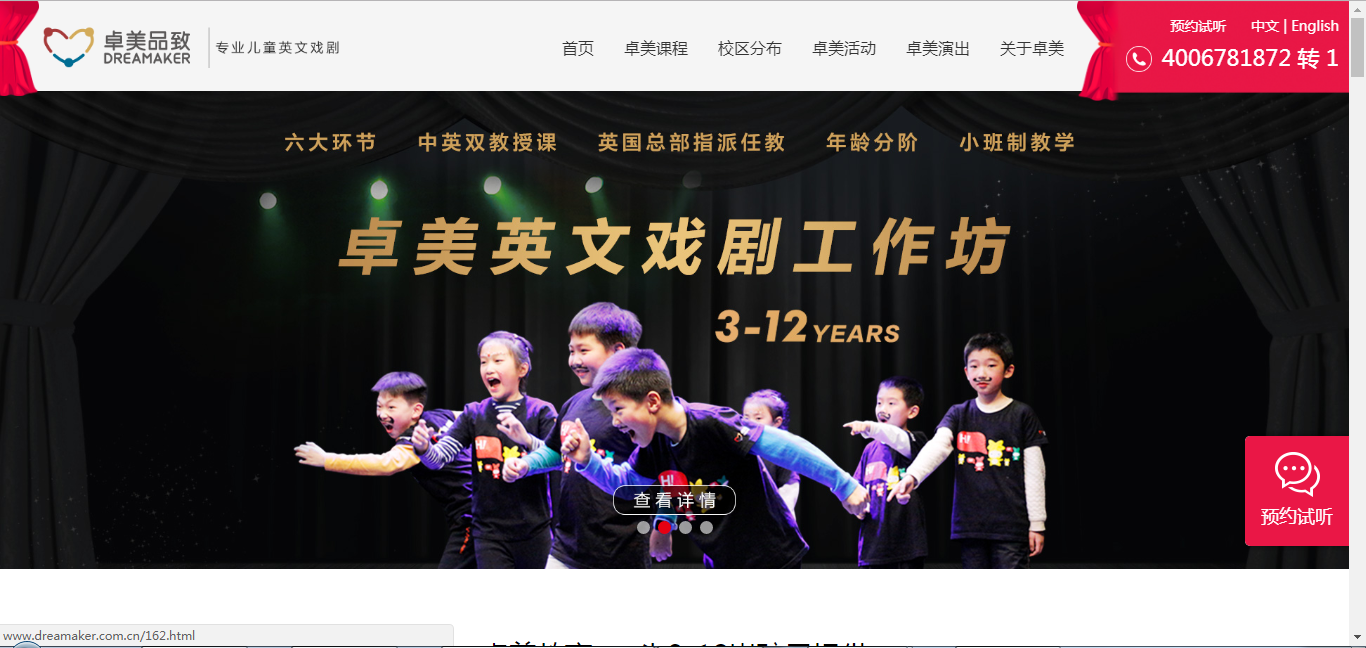 预约试听 中文 | English
卓美品致
DREAMAKER
专业儿童英文戏剧
首页 卓美课程 校区分布 卓美活动 卓美演出 关于卓美
4006781872 转 1
六大环节 中英双教授课 英国总部指派任教 年龄分阶 小班制教学
卓美英文戏剧工作坊
3-12 YEARS
Hi
Hi
Hi
Hi
查看详情
预约试听
www.dreamaker.com.cn/162.html